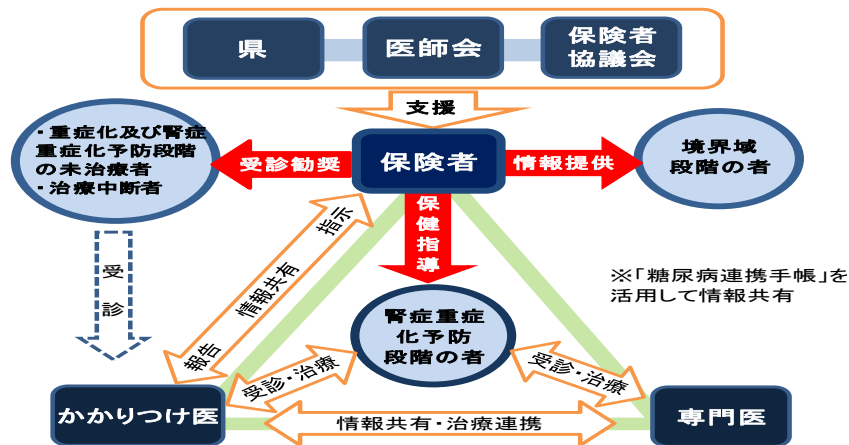 県
医師会
保険者
協議会
支援
・重症化及び腎症
重症化予防段階
の未治療者
・治療中断者
受診勧奨
保険者
情報提供
境界域
段階の者
保健指導
指示
情報共有
報告
受診
※「糖尿病連携手帳」を
活用して情報共有
腎症重症
化予防
段階の者
受診・治療
受診・治療
かかりつけ医
情報共有・治療連携
専門医